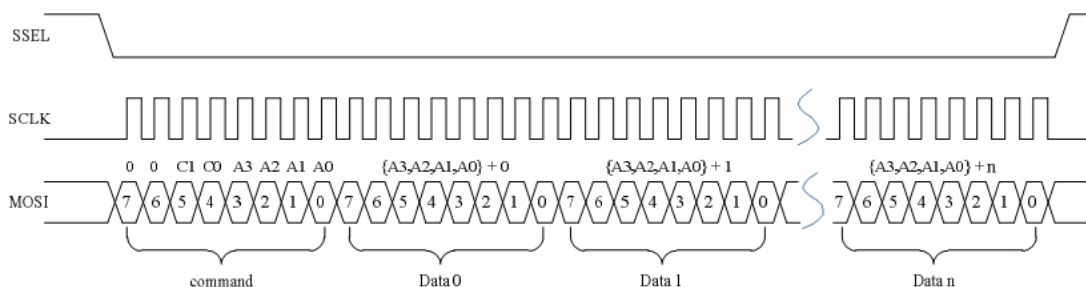 SSEL
SCLK
0 0 C1 C0 A3 A2 A1 A0 {A3,A2,A1,A0} + 0 {A3,A2,A1,A0} + 1 {A3,A2,A1,A0} + n
MOSI 7 6 5 4 3 2 1 0 7 6 5 4 3 2 1 0 7 6 5 4 3 2 1 0 7 6 5 4 3 2 1 0
command Data 0 Data 1 Data n